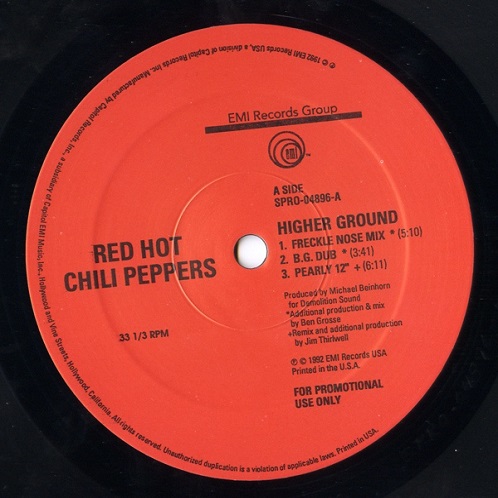 EMI Records Group
EMI
™
A SIDE
SPRO-04896-A
HIGHER GROUND
1. FRECKLE NOSE MIX * (5:10)
2. B.G. DUB * (3:41)
3. PEARLY 12" + (6:11)
Produced by Michael Beinhorn
for Demolition Sound
*Additional production & mix
by Ben Grosse
+Remix and additional production
by Jim Thirlwell
℗ © 1992 EMI Records USA
Printed in the U.S.A.
FOR PROMOTIONAL
USE ONLY
RED HOT
CHILI PEPPERS
33 1/3 RPM
℗ © 1992 EMI Records USA, a division of Capitol Records Inc. Manufactured by Capitol Records Inc., a subsidiary of Capitol EMI Music, Inc., Hollywood and Vine Streets, Hollywood, California. All rights reserved. Unauthorized duplication is a violation of applicable laws. Printed in USA.